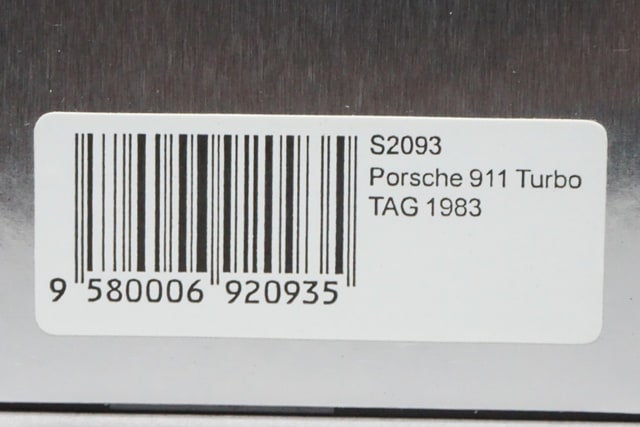 S2093
Porsche 911 Turbo
TAG 1983
9 580006 920935